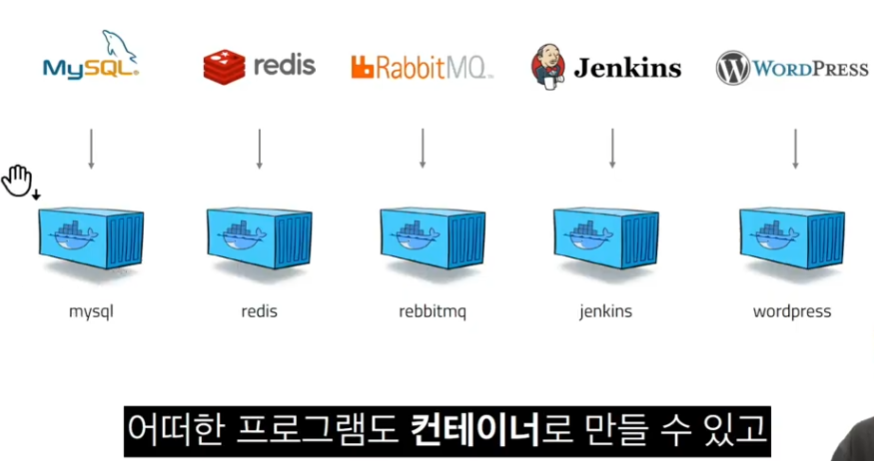 MySQL®
redis
RabbitMQ™
Jenkins
WORDPRESS
mysql
redis
rebbitmq
jenkins
wordpress
어떠한 프로그램도 컨테이너로 만들 수 있고